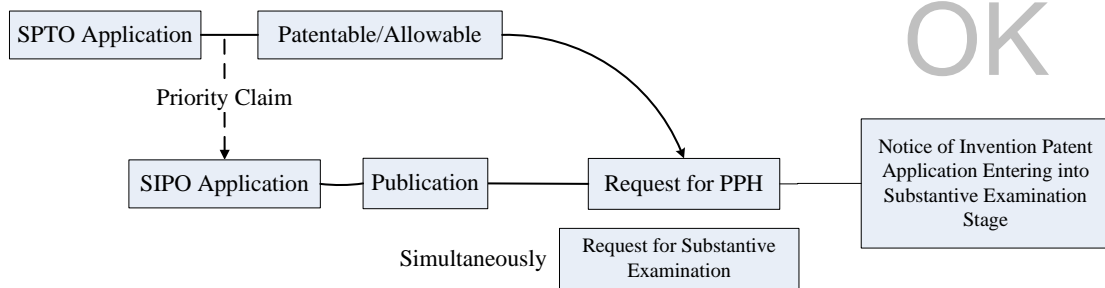 OK
SPTO Application
Patentable/Allowable
Priority Claim
SIPO Application
Publication
Request for PPH
Notice of Invention Patent
Application Entering into
Substantive Examination
Stage
Simultaneously
Request for Substantive
Examination